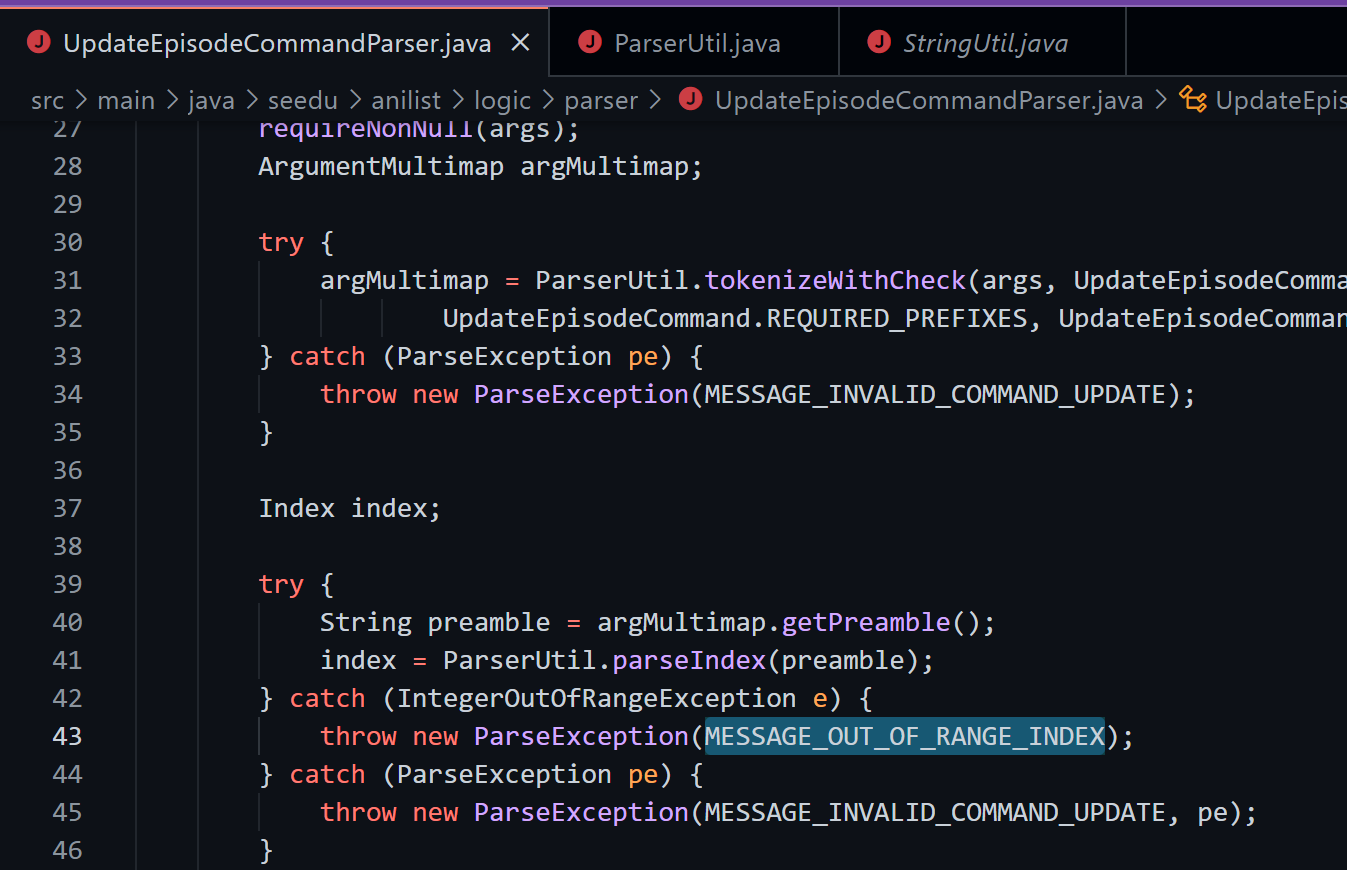 UpdateEpisodeCommandParser.java ParserUtil.java StringUtil.java
src > main > java > seedu > anilist > logic > parser > UpdateEpisodeCommandParser.java > UpdateEpis
27 requireNonNull(args);
28 ArgumentMultimap argMultimap;
29
30 try {
31 argMultimap = ParserUtil.tokenizeWithCheck(args, UpdateEpisodeComma
32 UpdateEpisodeCommand.REQUIRED_PREFIXES, UpdateEpisodeComman
33 } catch (ParseException pe) {
34 throw new ParseException(MESSAGE_INVALID_COMMAND_UPDATE);
35 }
36
37 Index index;
38
39 try {
40 String preamble = argMultimap.getPreamble();
41 index = ParserUtil.parseIndex(preamble);
42 } catch (IntegerOutOfRangeException e) {
43 throw new ParseException(MESSAGE_OUT_OF_RANGE_INDEX);
44 } catch (ParseException pe) {
45 throw new ParseException(MESSAGE_INVALID_COMMAND_UPDATE, pe);
46 }